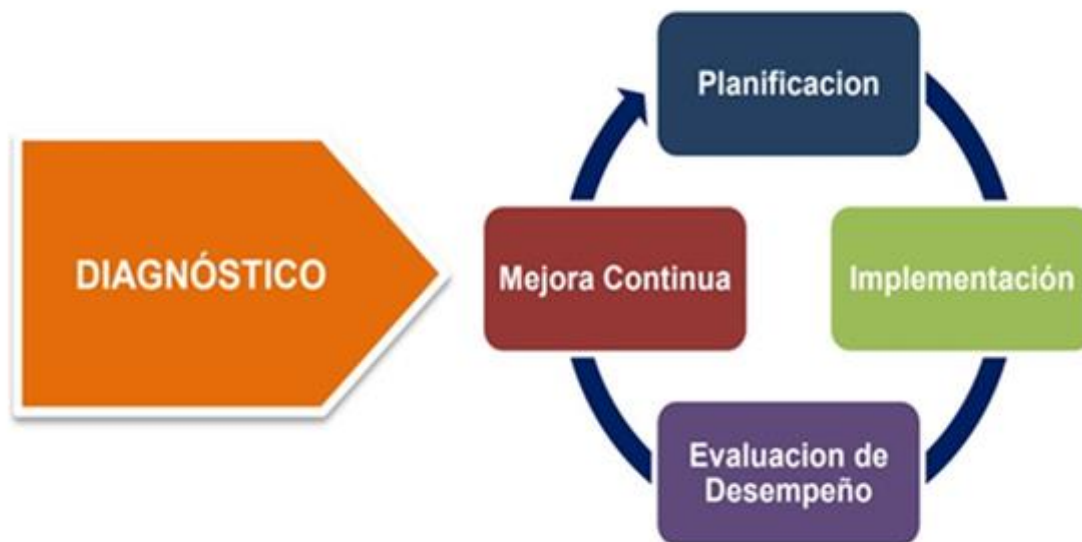 DIAGNÓSTICO
Planificacion
Implementación
Evaluacion de
Desempeño
Mejora Continua